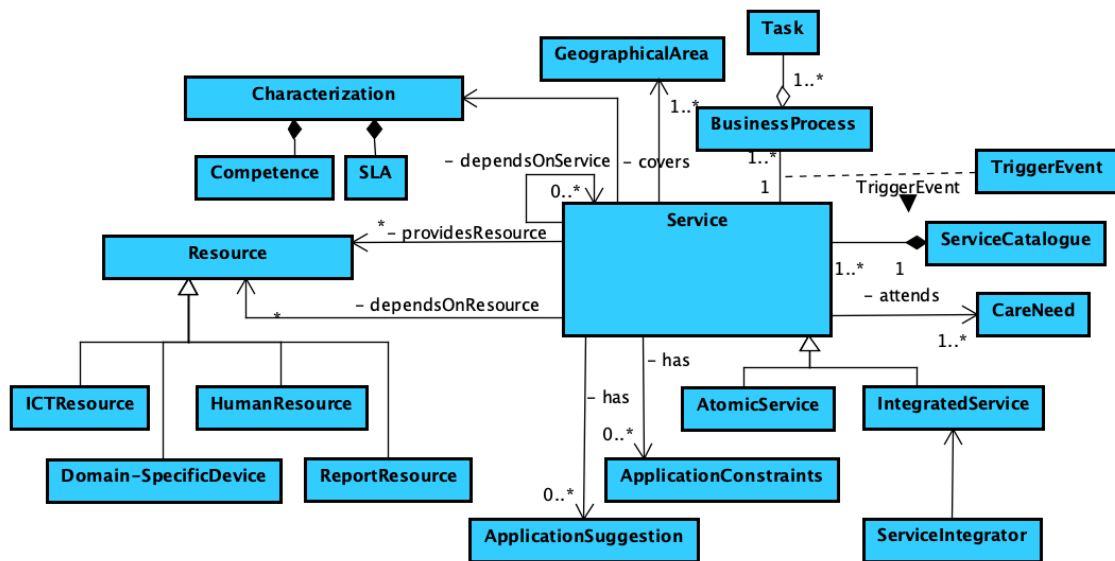 Task
GeographicalArea
Characterization
1..*
1..*
BusinessProcess
Competence
SLA
- dependsOnService
- covers
1..*
TriggerEvent
0..*
1
TriggerEvent
Service
* - providesResource
ServiceCatalogue
Resource
1..*
1
- attends
- dependsOnResource
*
CareNeed
1..*
- has
- has
ICTResource
HumanResource
AtomicService
IntegratedService
0..*
Domain-SpecificDevice
ReportResource
ApplicationConstraints
0..*
ApplicationSuggestion
ServiceIntegrator